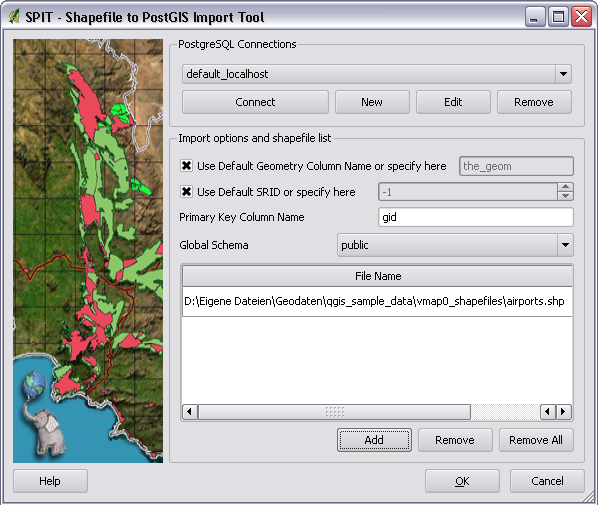 SPIT - Shapefile to PostGIS Import Tool
PostgreSQL Connections
default_localhost
Connect New Edit Remove
Import options and shapefile list
Use Default Geometry Column Name or specify here the_geom
Use Default SRID or specify here -1
Primary Key Column Name gid
Global Schema public
File Name
D:\Eigene Dateien\Geodaten\qgis_sample_data\vmap0_shapefiles\airports.shp
Add Remove Remove All
Help OK Cancel